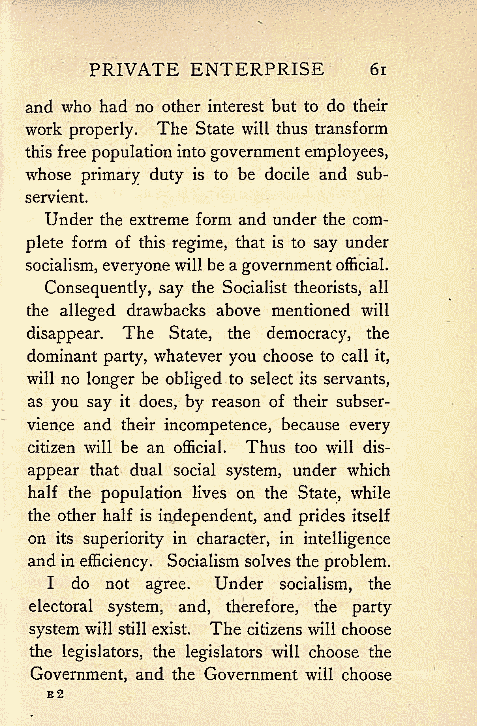 PRIVATE ENTERPRISE 61
and who had no other interest but to do their
work properly. The State will thus transform
this free population into government employees,
whose primary duty is to be docile and sub-
servient.
Under the extreme form and under the com-
plete form of this regime, that is to say under
socialism, everyone will be a government official.
Consequently, say the Socialist theorists, all
the alleged drawbacks above mentioned will
disappear. The State, the democracy, the
dominant party, whatever you choose to call it,
will no longer be obliged to select its servants,
as you say it does, by reason of their subser-
vience and their incompetence, because every
citizen will be an official. Thus too will dis-
appear that dual social system, under which
half the population lives on the State, while
the other half is independent, and prides itself
on its superiority in character, in intelligence
and in efficiency. Socialism solves the problem.
I do not agree. Under socialism, the
electoral system, and, therefore, the party
system will still exist. The citizens will choose
the legislators, the legislators will choose the
Government, and the Government will choose
E 2